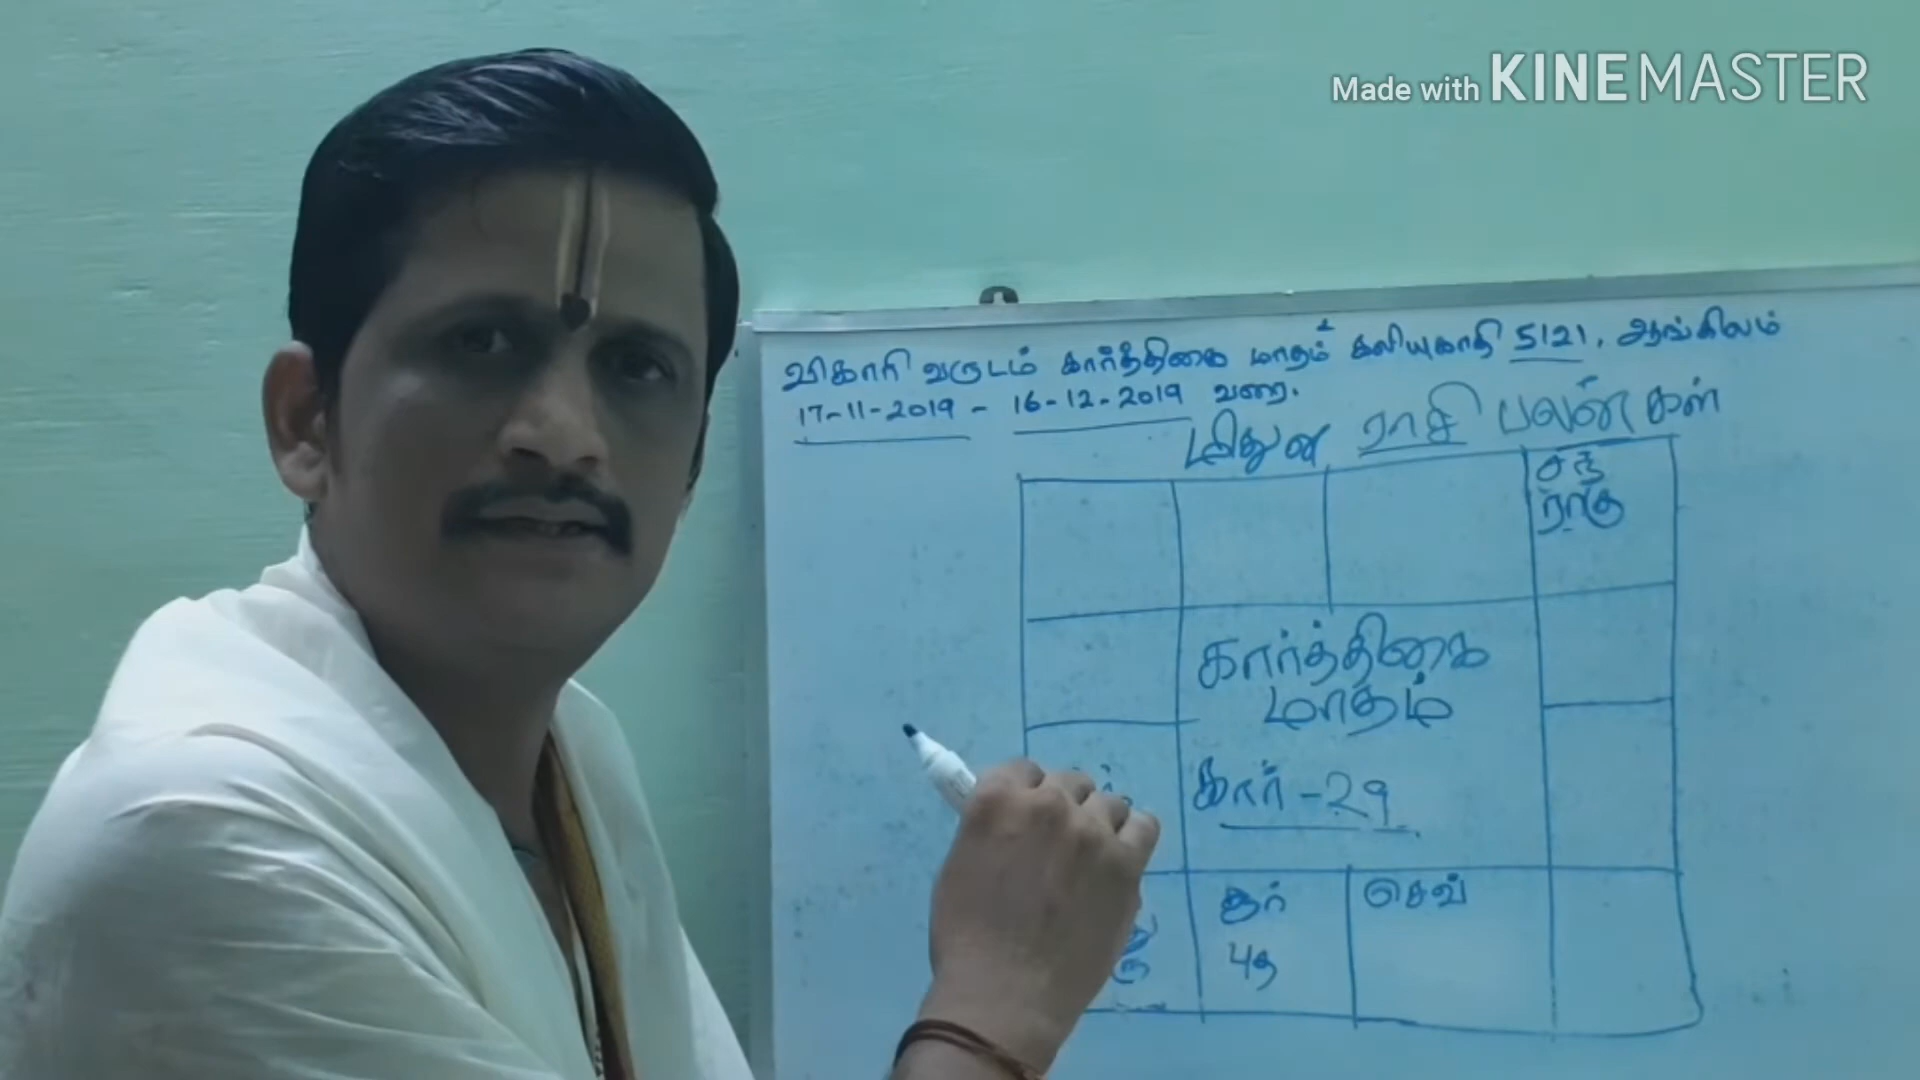 Made with KINEMASTER
விகாரி வருடம் கார்த்திகை மாதம் கலியுகாதி 5121. ஆங்கிலம்
17-11-2019 - 16-12-2019 வரை.
மிதுன ராசி பலன்கள்
சந்
ராகு
கார்த்திகை
மாதம்
கார் - 29
சூர் செவ்
புத